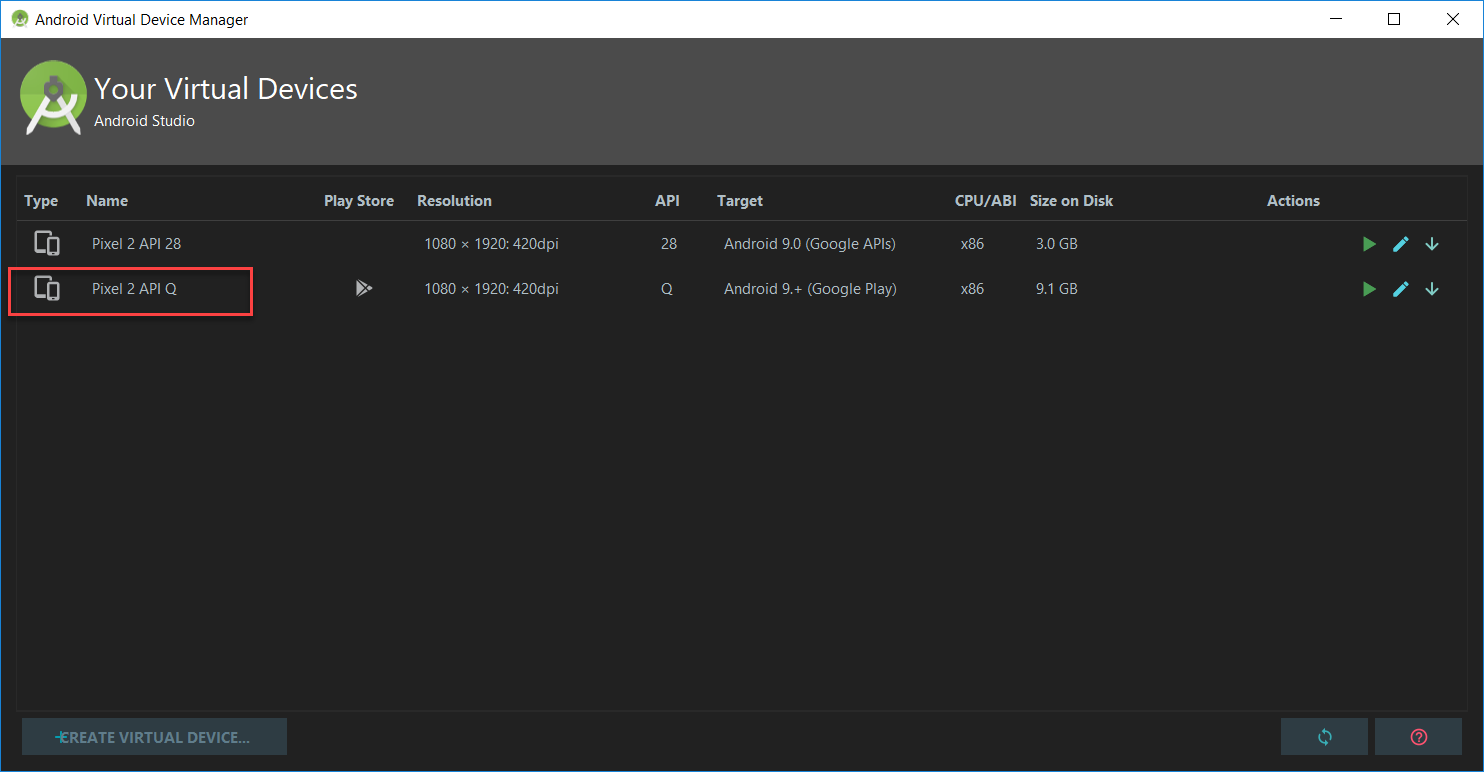 Android Virtual Device Manager
Your Virtual Devices
Android Studio
Type Name Play Store Resolution API Target CPU/ABI Size on Disk Actions
Pixel 2 API 28 1080 × 1920: 420dpi 28 Android 9.0 (Google APIs) x86 3.0 GB
Pixel 2 API Q 1080 × 1920: 420dpi Q Android 9.+ (Google Play) x86 9.1 GB
+CREATE VIRTUAL DEVICE...
?